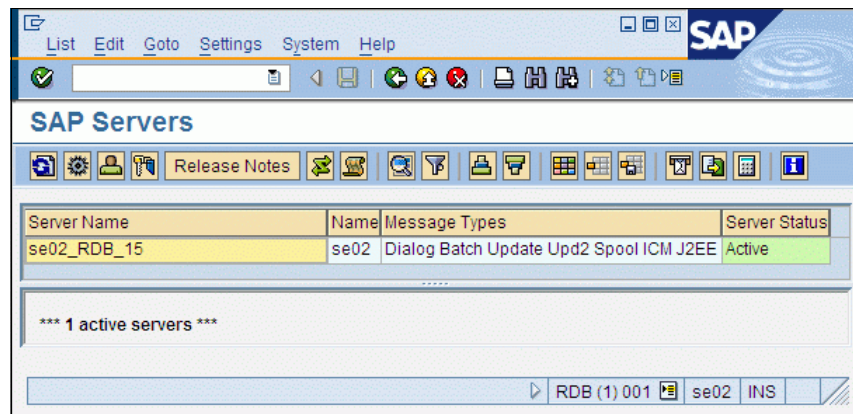 List Edit Goto Settings System Help
SAP
SAP Servers
Release Notes
Server Name Name Message Types Server Status
se02_RDB_15 se02 Dialog Batch Update Upd2 Spool ICM J2EE Active
*** 1 active servers ***
RDB (1) 001 se02 INS